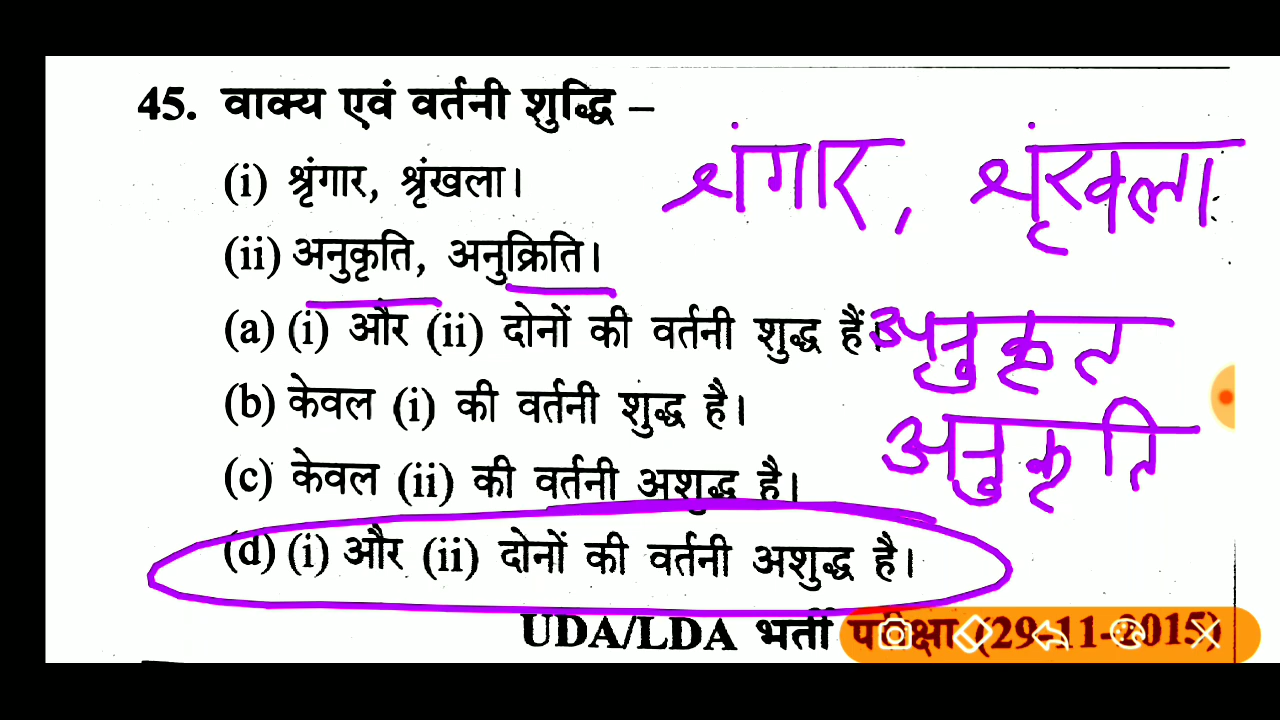 45. वाक्य एवं वर्तनी शुद्धि –
(i) श्रृंगार, श्रृंखला।
श्रंगार, श्रृंखला
(ii) अनुकृति, अनुक्रिति।
(a) (i) और (ii) दोनों की वर्तनी शुद्ध हैं।
अनुकृत
(b) केवल (i) की वर्तनी शुद्ध है।
अनुकृति
(c) केवल (ii) की वर्तनी अशुद्ध है।
(d) (i) और (ii) दोनों की वर्तनी अशुद्ध है।
UDA/LDA भर्ती परीक्षा (29-11-2015)